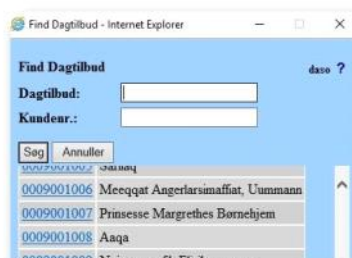 Find Dagtilbud - Internet Explorer
Find Dagtilbud
daso ?
Dagtilbud:
Kundenr.:
Søg Annuller
0009001005
0009001006 Meeqqat Angerlarsimaffiat, Uummann
0009001007 Prinsesse Margrethes Børnehjem
0009001008 Aaqa